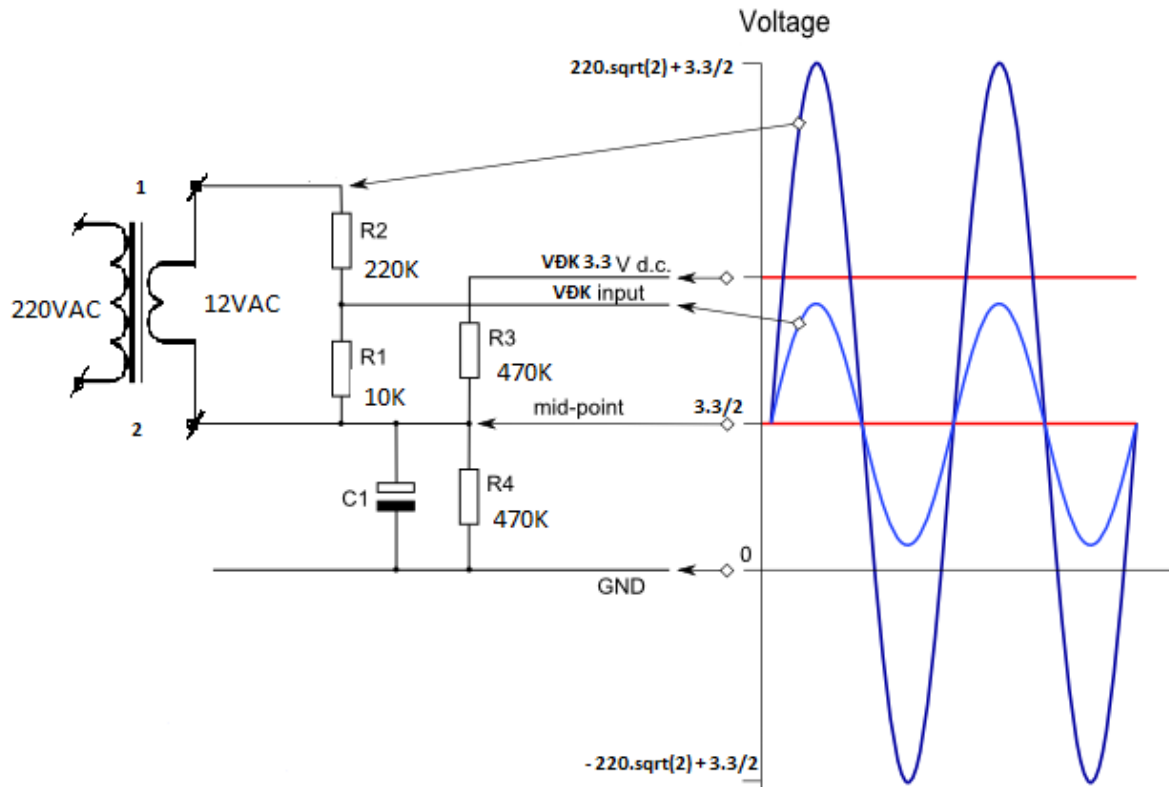 Voltage
220.sqrt(2) + 3.3/2
1
R2
220K
VĐK 3.3 V d.c.
VĐK input
220VAC
12VAC
R3
470K
R1
10K
mid-point
3.3/2
2
C1
R4
470K
0
GND
- 220.sqrt(2) + 3.3/2